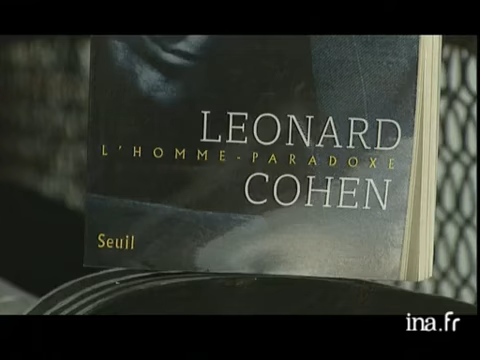 LEONARD
L'HOMME-PARADOXE
COHEN
Seuil
ina.fr